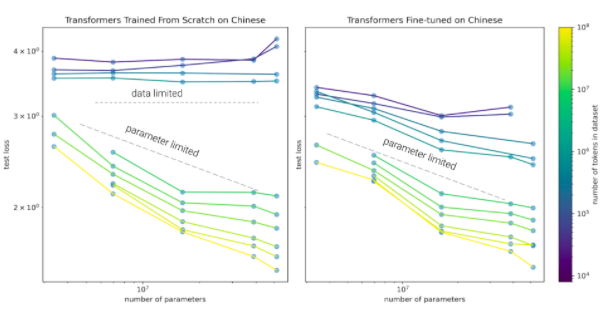 Transformers Trained From Scratch on Chinese
Transformers Fine-tuned on Chinese
4 × 10⁰
3 × 10⁰
2 × 10⁰
test loss
data limited
parameter limited
10⁷
number of parameters
test loss
parameter limited
10⁷
number of parameters
10⁸
10⁷
10⁶
10⁵
10⁴
number of tokens in dataset